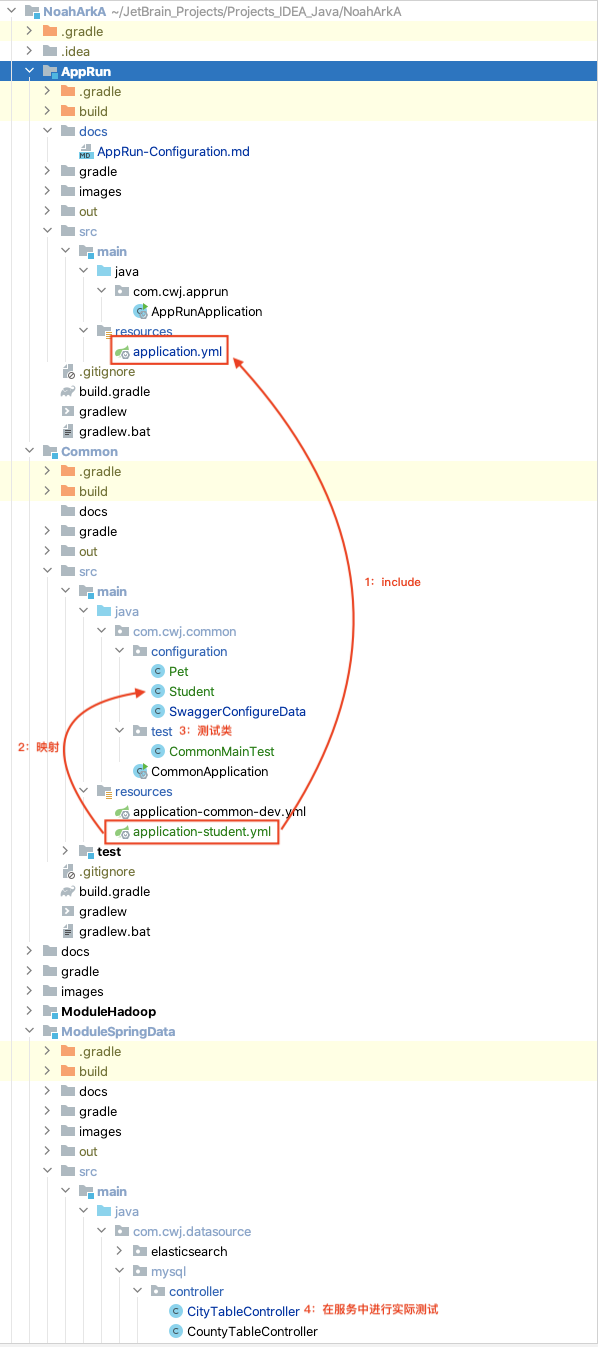 NoahArkA ~/JetBrain_Projects/Projects_IDEA_Java/NoahArkA
.gradle
.idea
AppRun
.gradle
build
docs
MD AppRun-Configuration.md
gradle
images
out
src
main
java
com.cwj.apprun
AppRunApplication
resources
application.yml
.gitignore
build.gradle
gradlew
gradlew.bat
Common
.gradle
build
docs
gradle
out
src
1：include
main
java
com.cwj.common
configuration
C Pet
C Student
C SwaggerConfigureData
test 3：测试类
2：映射
C CommonMainTest
CommonApplication
resources
application-common-dev.yml
application-student.yml
test
.gitignore
build.gradle
gradlew
gradlew.bat
docs
gradle
images
ModuleHadoop
ModuleSpringData
.gradle
build
docs
gradle
images
out
src
main
java
com.cwj.datasource
elasticsearch
mysql
controller
C CityTableController 4：在服务中进行实际测试
C CountyTableController